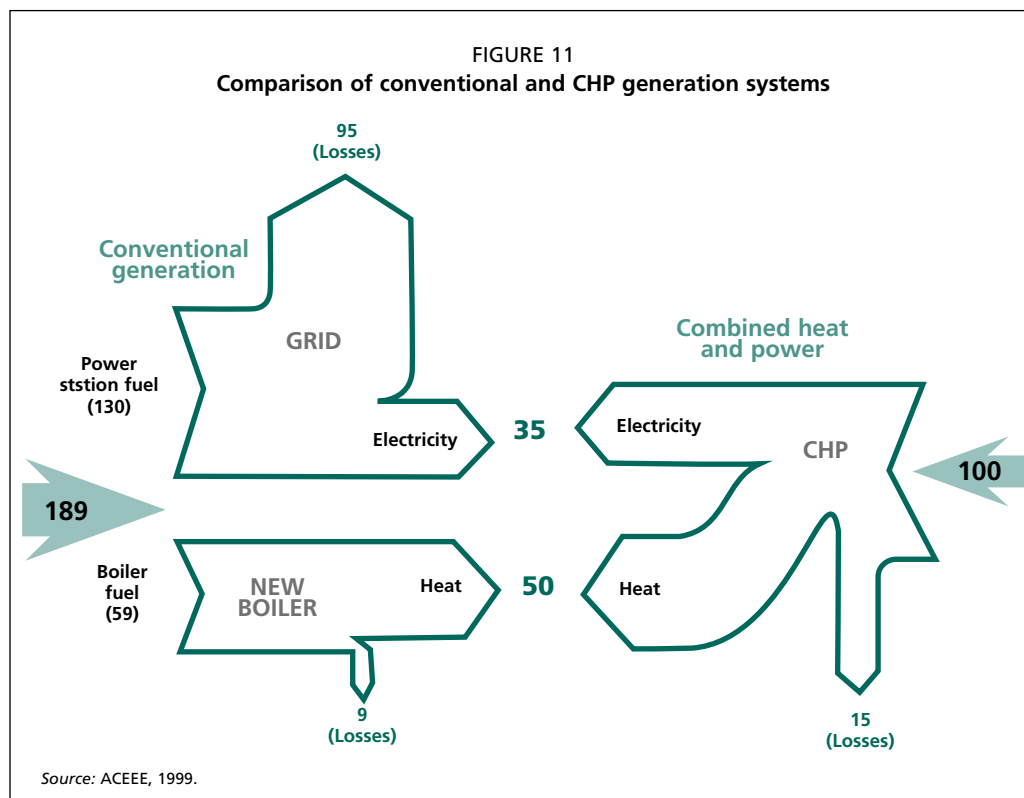 FIGURE 11
Comparison of conventional and CHP generation systems
95
(Losses)
Conventional
generation
GRID
Power
ststion fuel
(130)
Electricity
189
Boiler
fuel
(59)
NEW
BOILER
Heat
9
(Losses)
35
50
Combined heat
and power
Electricity
CHP
100
Heat
15
(Losses)
Source: ACEEE, 1999.